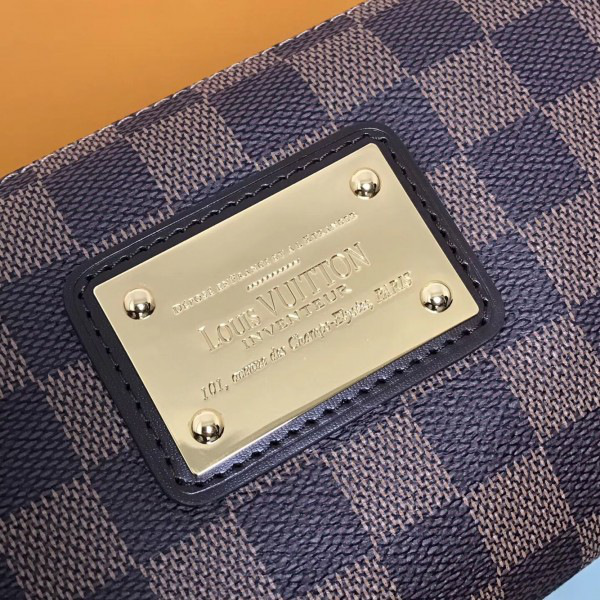 LOUIS VUITTON
INVENTEUR
101, avenue des Champs-Elysées, PARIS